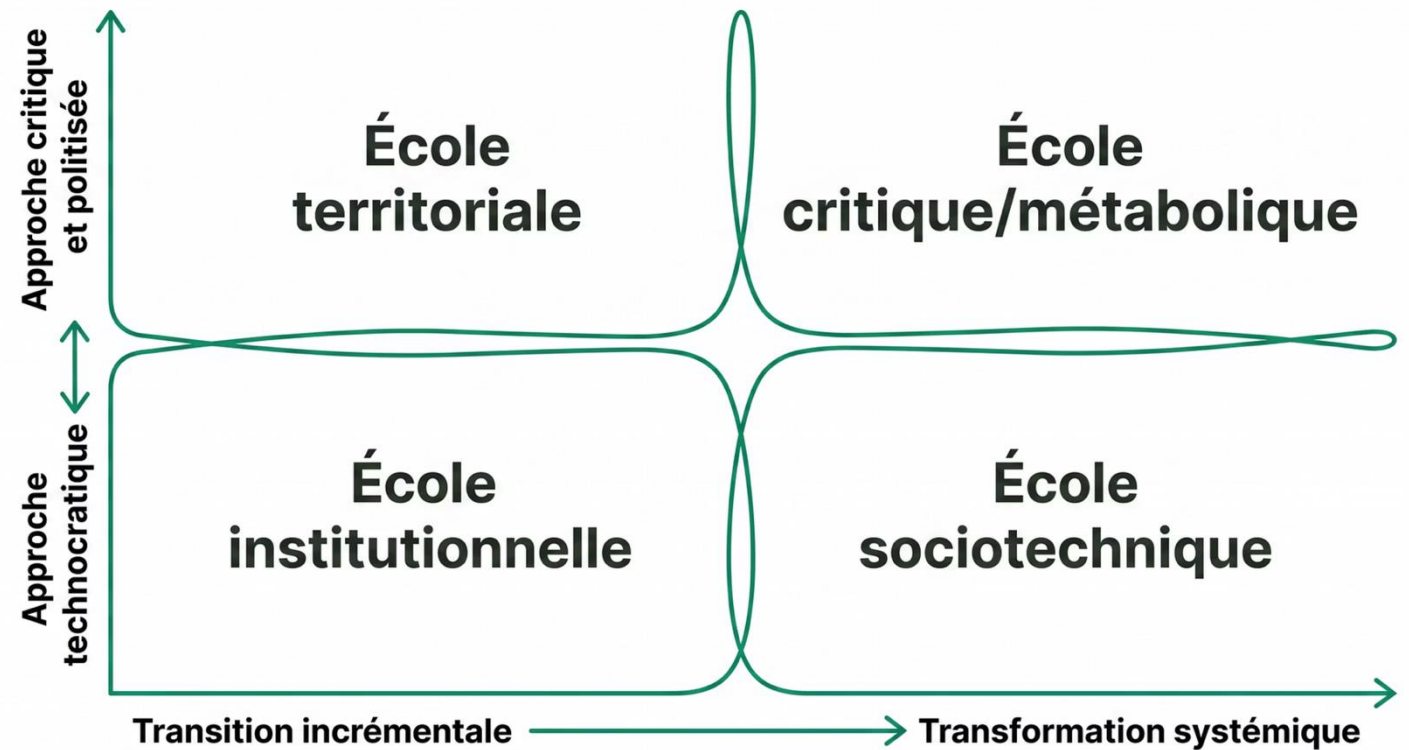 Approche critique
et politisée
École
territoriale
École
critique/métabolique
Approche
technocratique
École
institutionnelle
École
sociotechnique
Transition incrémentale
Transformation systémique